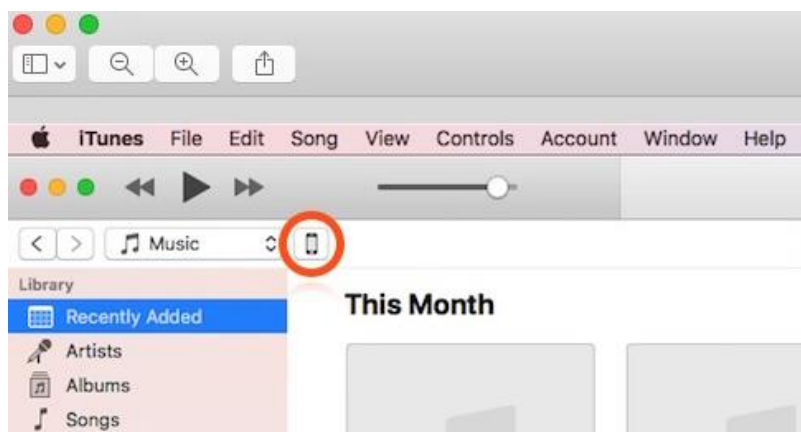 iTunes File Edit Song View Controls Account Window Help
Music
Library
Recently Added
Artists
Albums
Songs
This Month